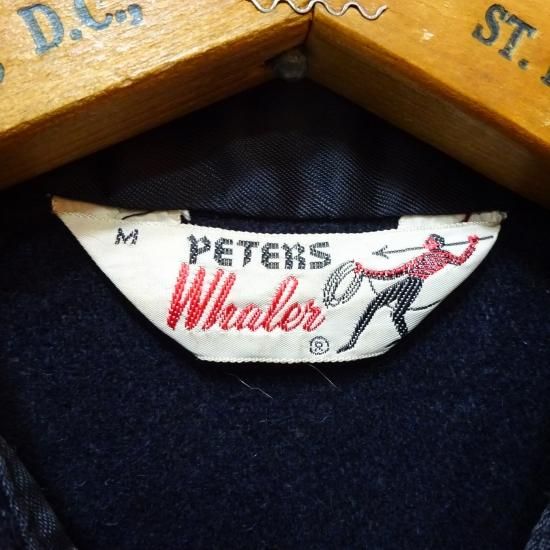 D.C.,
ST.
M
PETERS
Whaler
®